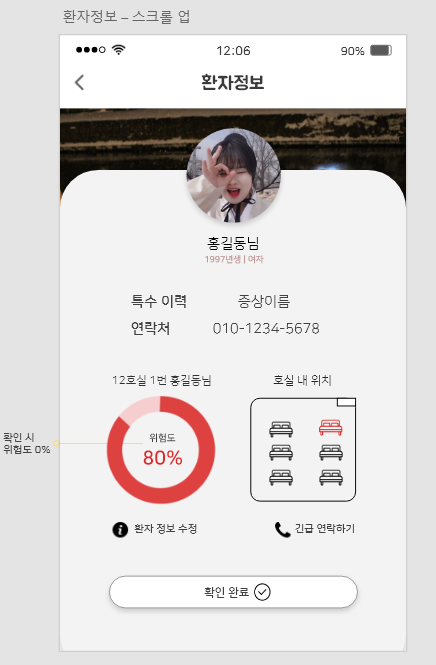 환자정보 – 스크롤 업
12:06
90%
환자정보
홍길동님
1997년생 | 여자
특수 이력 증상이름
연락처 010-1234-5678
12호실 1번 홍길동님
호실 내 위치
위험도
80%
확인 시
위험도 0%
환자 정보 수정
긴급 연락하기
확인 완료